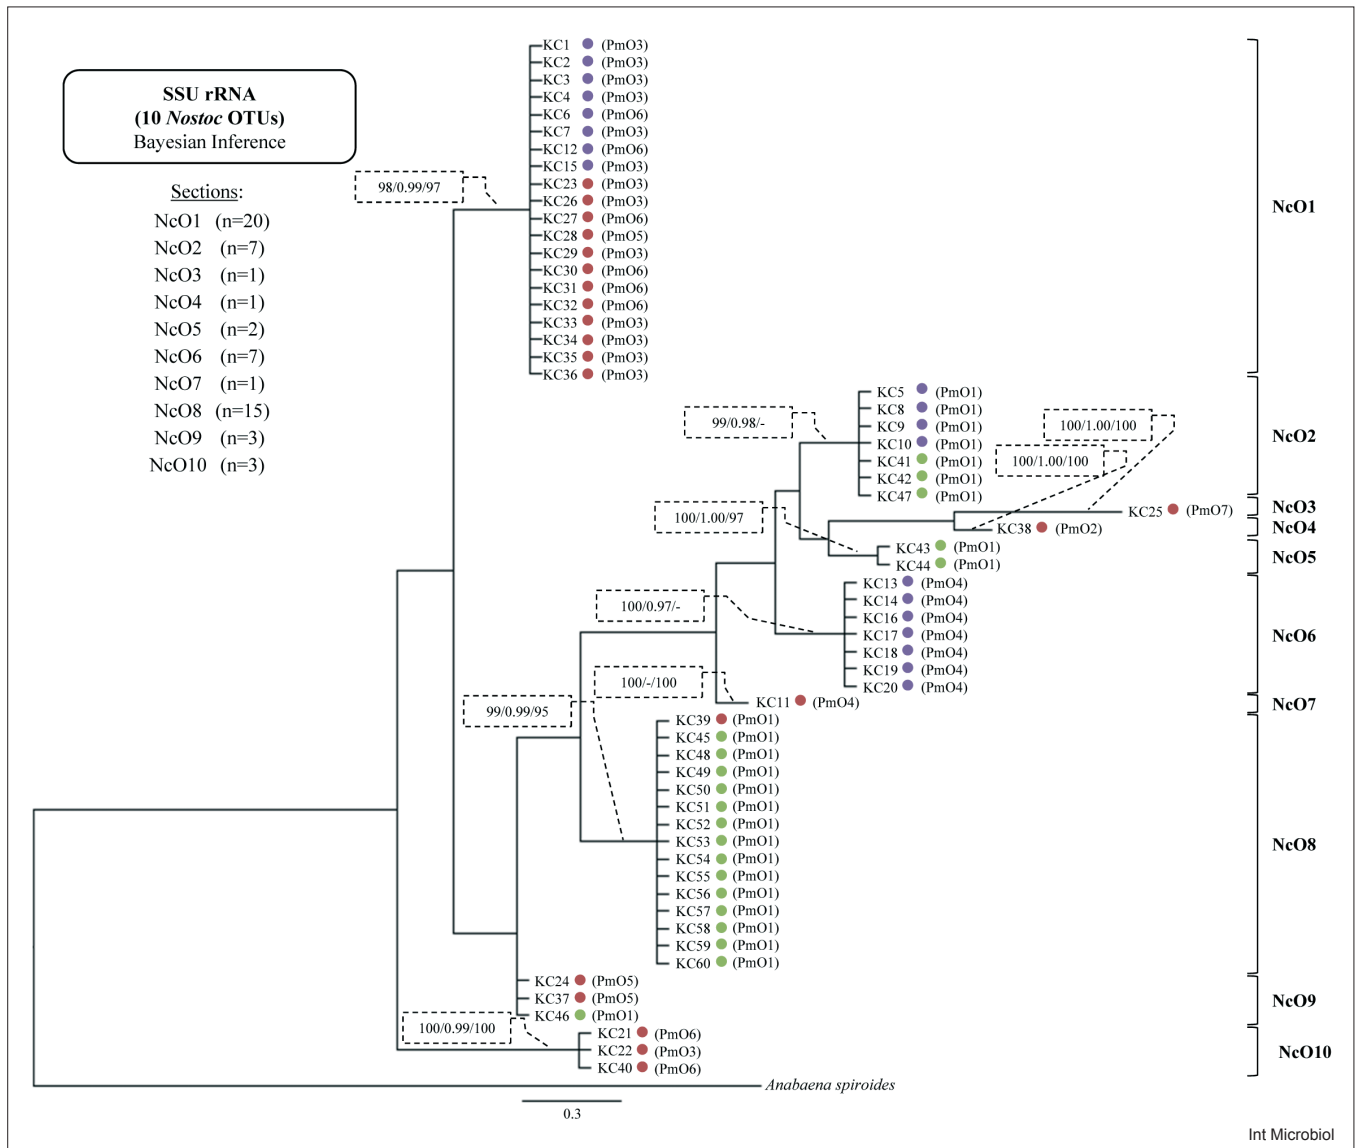 SSU rRNA
(10 Nostoc OTUs)
Bayesian Inference
Sections:
NcO1 (n=20)
NcO2 (n=7)
NcO3 (n=1)
NcO4 (n=1)
NcO5 (n=2)
NcO6 (n=7)
NcO7 (n=1)
NcO8 (n=15)
NcO9 (n=3)
NcO10 (n=3)
98/0.99/97
KC1 (PmO3)
KC2 (PmO3)
KC3 (PmO3)
KC4 (PmO3)
KC6 (PmO6)
KC7 (PmO3)
KC12 (PmO6)
KC15 (PmO3)
KC23 (PmO3)
KC26 (PmO3)
KC27 (PmO6)
KC28 (PmO5)
KC29 (PmO3)
KC30 (PmO6)
KC31 (PmO6)
KC32 (PmO6)
KC33 (PmO3)
KC34 (PmO3)
KC35 (PmO3)
KC36 (PmO3)
NcO1
99/0.98/-
KC5 (PmO1)
KC8 (PmO1)
KC9 (PmO1)
KC10 (PmO1)
KC41 (PmO1)
KC42 (PmO1)
KC47 (PmO1)
NcO2
100/1.00/100
100/1.00/100
KC25 (PmO7)
NcO3
KC38 (PmO2)
NcO4
100/1.00/97
KC43 (PmO1)
KC44 (PmO1)
NcO5
100/0.97/-
KC13 (PmO4)
KC14 (PmO4)
KC16 (PmO4)
KC17 (PmO4)
KC18 (PmO4)
KC19 (PmO4)
KC20 (PmO4)
NcO6
100/-/100
KC11 (PmO4)
NcO7
99/0.99/95
KC39 (PmO1)
KC45 (PmO1)
KC48 (PmO1)
KC49 (PmO1)
KC50 (PmO1)
KC51 (PmO1)
KC52 (PmO1)
KC53 (PmO1)
KC54 (PmO1)
KC55 (PmO1)
KC56 (PmO1)
KC57 (PmO1)
KC58 (PmO1)
KC59 (PmO1)
KC60 (PmO1)
NcO8
KC24 (PmO5)
KC37 (PmO5)
KC46 (PmO1)
NcO9
100/0.99/100
KC21 (PmO6)
KC22 (PmO3)
KC40 (PmO6)
NcO10
Anabaena spiroides
0.3
Int Microbiol